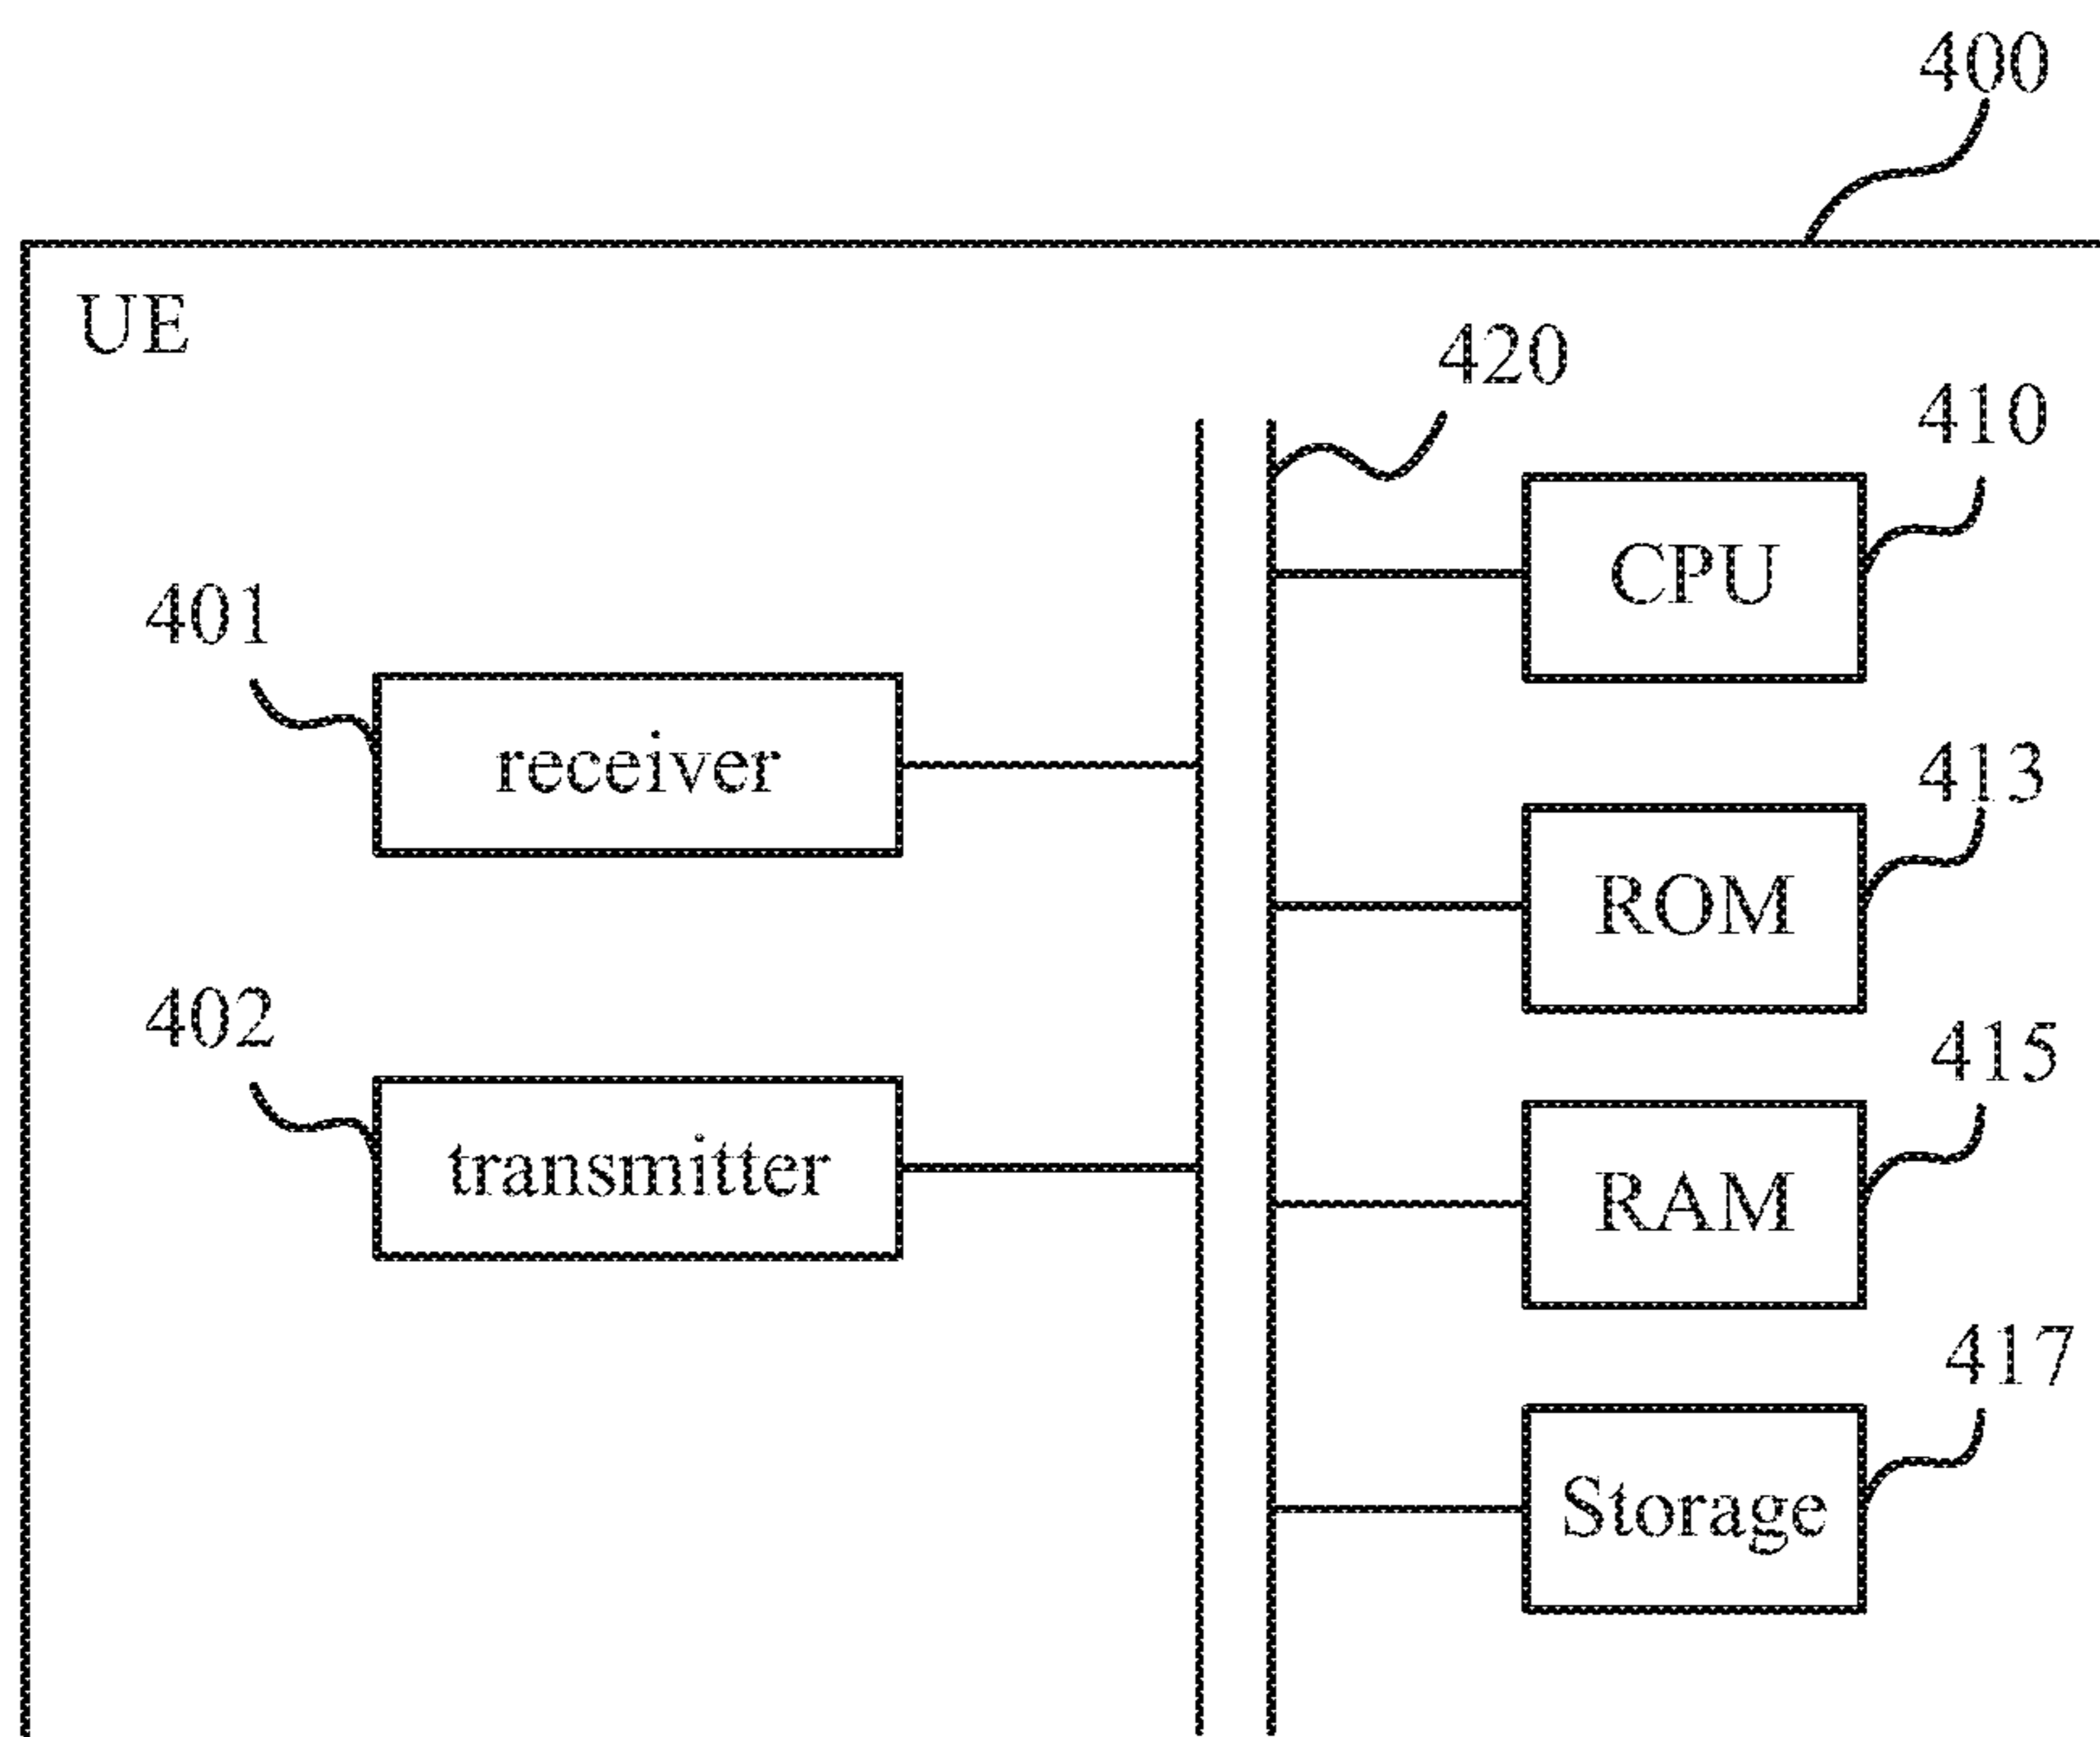 400
UE
420
410
CPU
401
receiver
413
ROM
402
transmitter
415
RAM
417
Storage